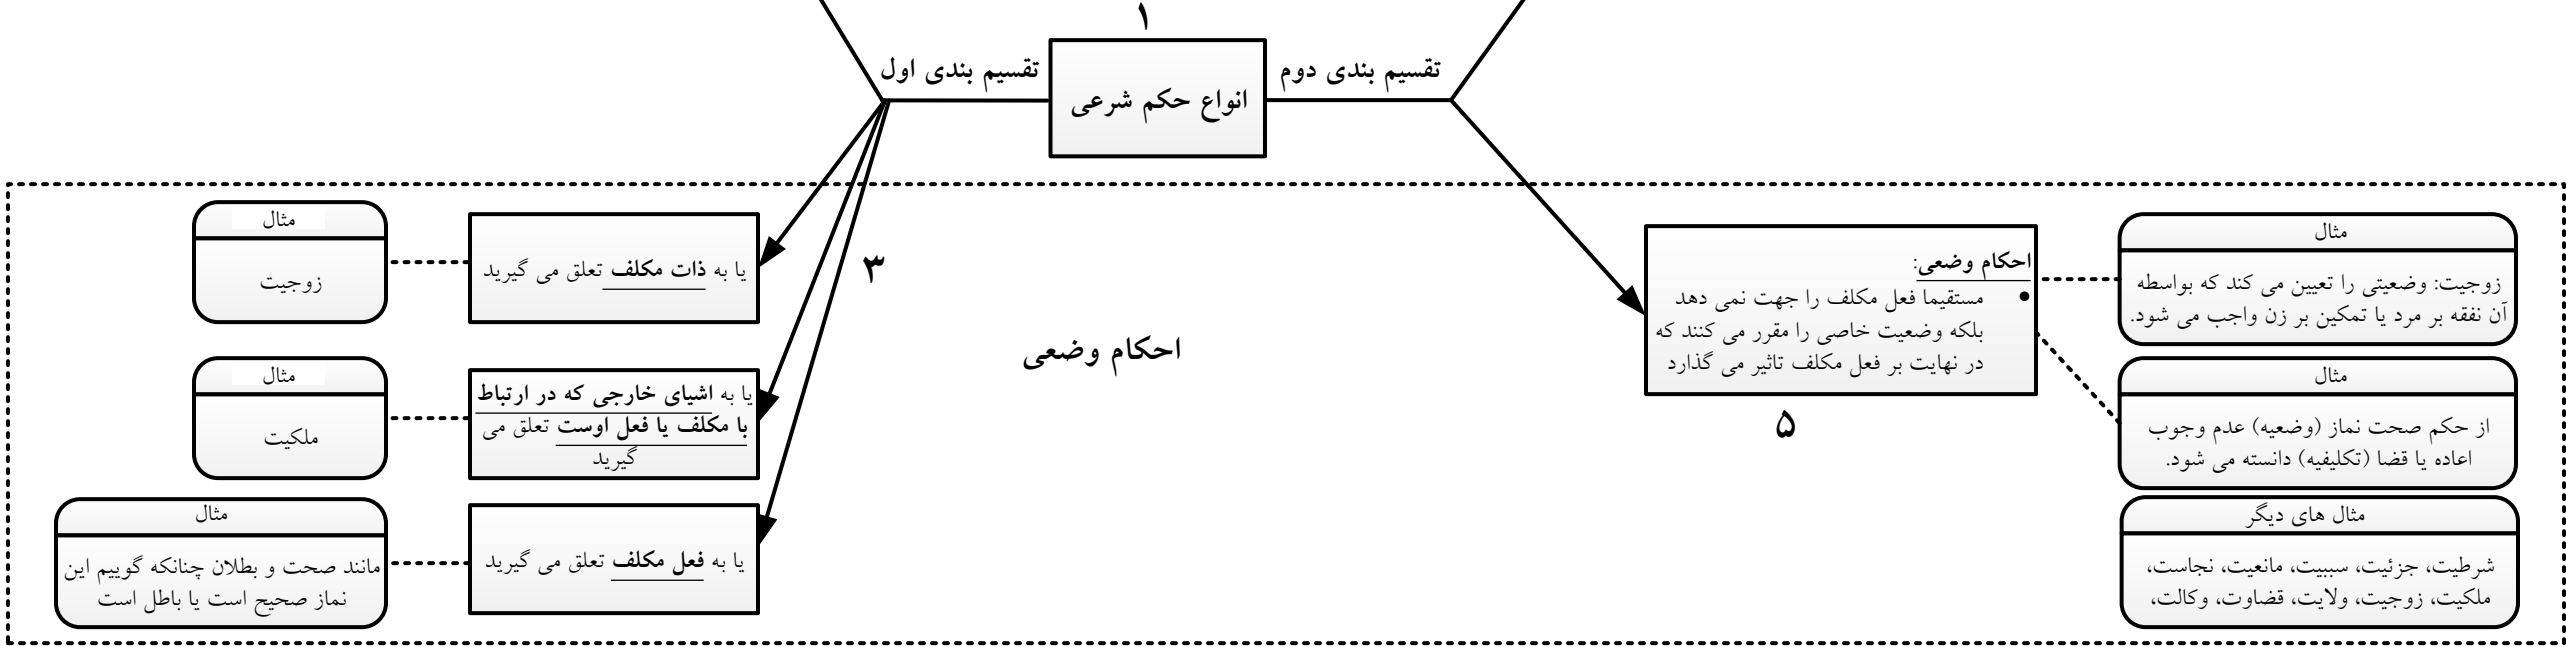 ۱
انواع حکم شرعی
تقسیم بندی دوم
تقسیم بندی اول
احکام وضعی:
• مستقیما فعل مکلف را جهت نمی دهد
بلکه وضعیت خاصی را مقرر می کنند که
در نهایت بر فعل مکلف تاثیر می گذارد
۵
مثال
زوجیت: وضعیتی را تعیین می کند که بواسطه
آن نفقه بر مرد یا تمکین بر زن واجب می شود.
مثال
از حکم صحت نماز (وضعیه) عدم وجوب
اعاده یا قضا (تکلیفیه) دانسته می شود.
مثال های دیگر
شرطیت، جزئیت، سببیت، مانعیت، نجاست،
ملکیت، زوجیت، ولایت، قضاوت، وکالت،
احکام وضعی
۳
یا به ذات مکلف تعلق می گیرید
مثال
زوجیت
یا به اشیای خارجی که در ارتباط
با مکلف یا فعل اوست تعلق می
گیرید
مثال
ملکیت
یا به فعل مکلف تعلق می گیرید
مثال
مانند صحت و بطلان چنانکه گوییم این
نماز صحیح است یا باطل است